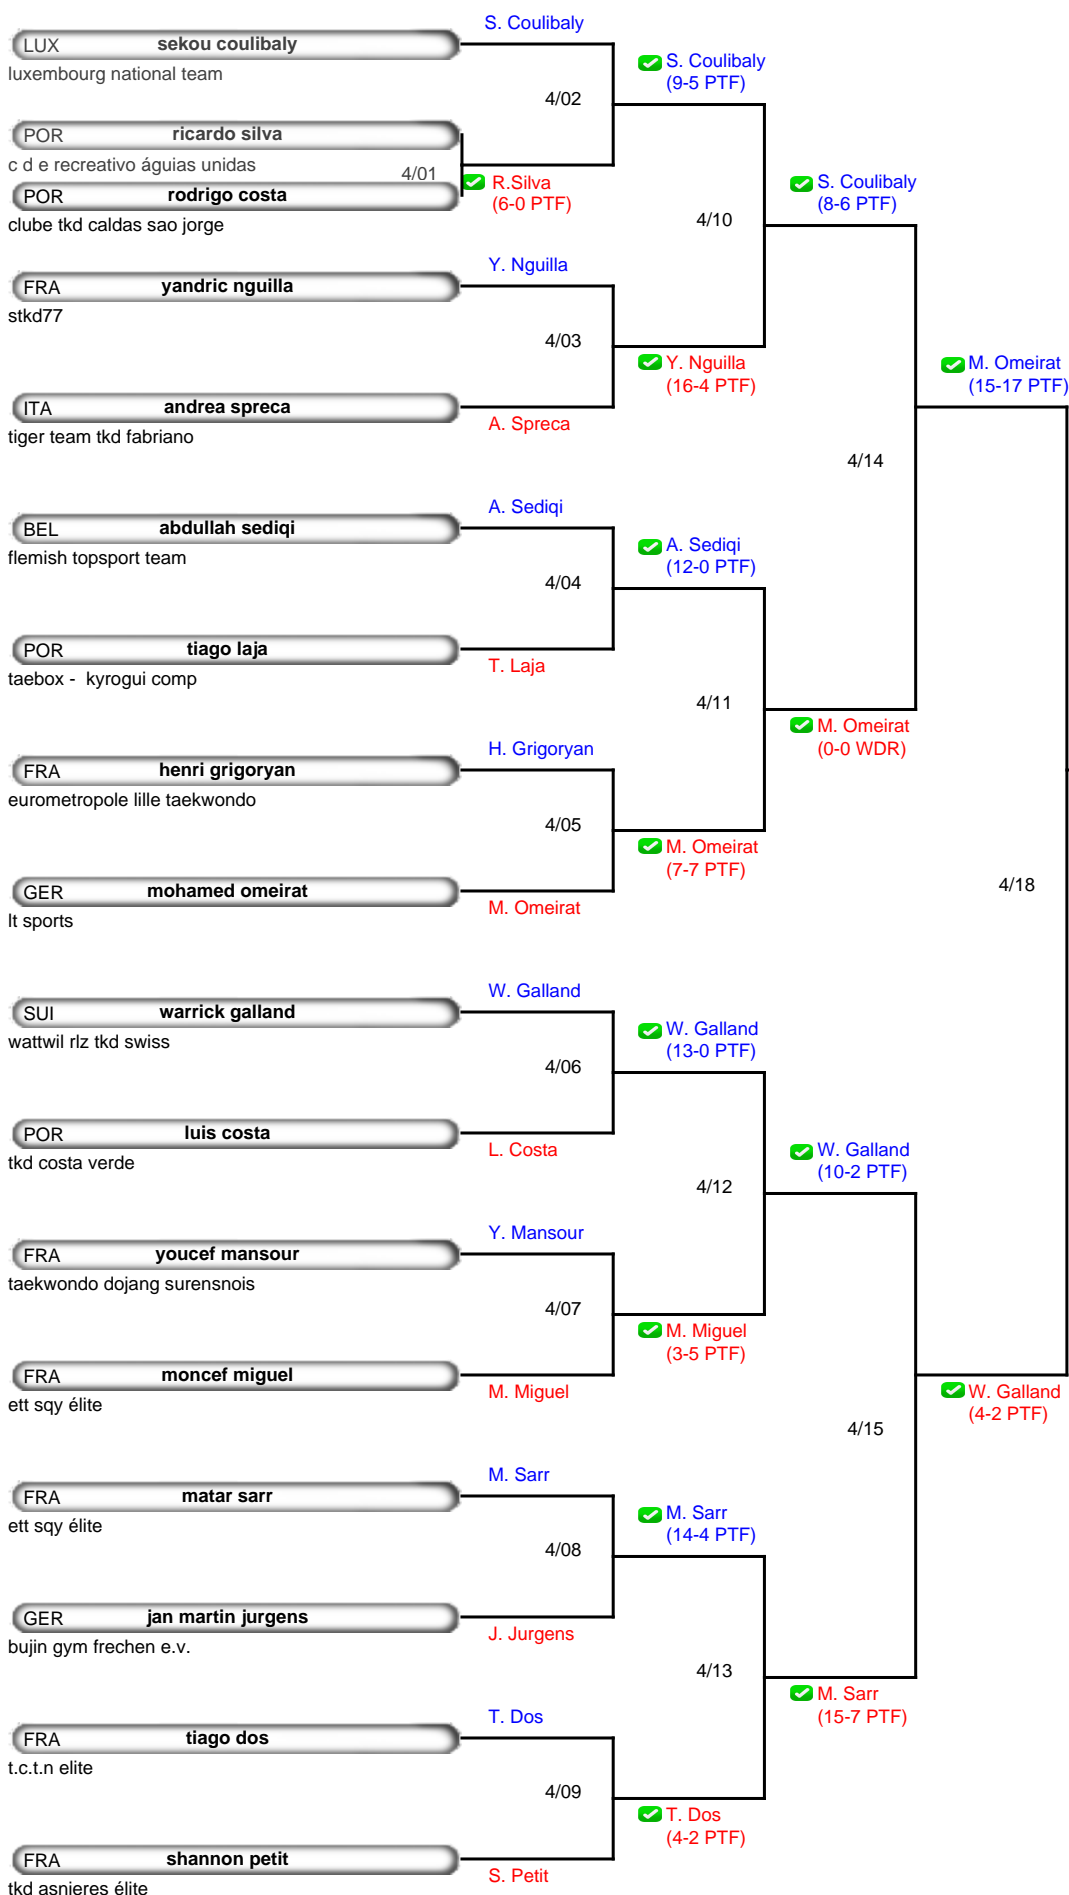 S. Coulibaly
LUX sekou coulibaly
luxembourg national team
S. Coulibaly
(9-5 PTF)
4/02
POR ricardo silva
c d e recreativo águias unidas
4/01
R.Silva
(6-0 PTF)
POR rodrigo costa
clube tkd caldas sao jorge
S. Coulibaly
(8-6 PTF)
4/10
Y. Nguilla
FRA yandric nguilla
stkd77
4/03
Y. Nguilla
(16-4 PTF)
M. Omeirat
(15-17 PTF)
ITA andrea spreca
tiger team tkd fabriano
A. Spreca
4/14
A. Sediqi
BEL abdullah sediqi
flemish topsport team
A. Sediqi
(12-0 PTF)
4/04
POR tiago laja
taebox - kyrogui comp
T. Laja
4/11
M. Omeirat
(0-0 WDR)
H. Grigoryan
FRA henri grigoryan
eurometropole lille taekwondo
4/05
M. Omeirat
(7-7 PTF)
GER mohamed omeirat
lt sports
M. Omeirat
4/18
W. Galland
SUI warrick galland
wattwil rlz tkd swiss
W. Galland
(13-0 PTF)
4/06
POR luis costa
tkd costa verde
L. Costa
W. Galland
(10-2 PTF)
4/12
Y. Mansour
FRA youcef mansour
taekwondo dojang surensnois
4/07
M. Miguel
(3-5 PTF)
FRA moncef miguel
ett sqy élite
M. Miguel
W. Galland
(4-2 PTF)
4/15
M. Sarr
FRA matar sarr
ett sqy élite
M. Sarr
(14-4 PTF)
4/08
GER jan martin jurgens
bujin gym frechen e.v.
J. Jurgens
4/13
M. Sarr
(15-7 PTF)
T. Dos
FRA tiago dos
t.c.t.n elite
4/09
T. Dos
(4-2 PTF)
FRA shannon petit
tkd asnieres élite
S. Petit